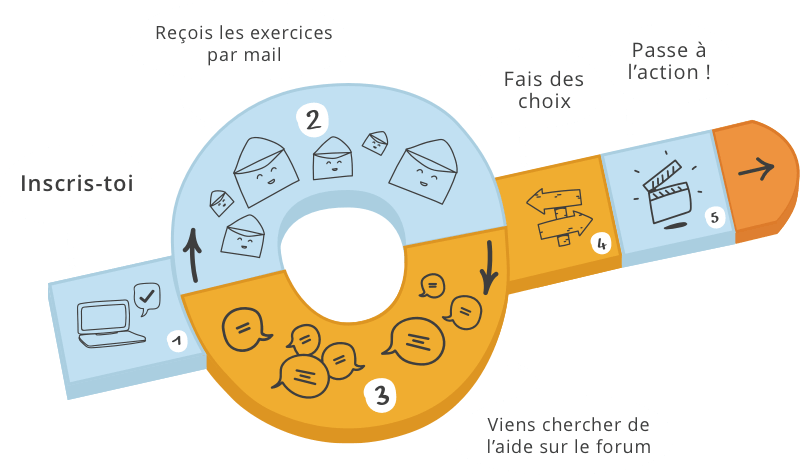 Reçois les exercices
par mail
Passe à
l’action !
Fais des
choix
2
Inscris-toi
5
4
1
3
Viens chercher de
l’aide sur le forum